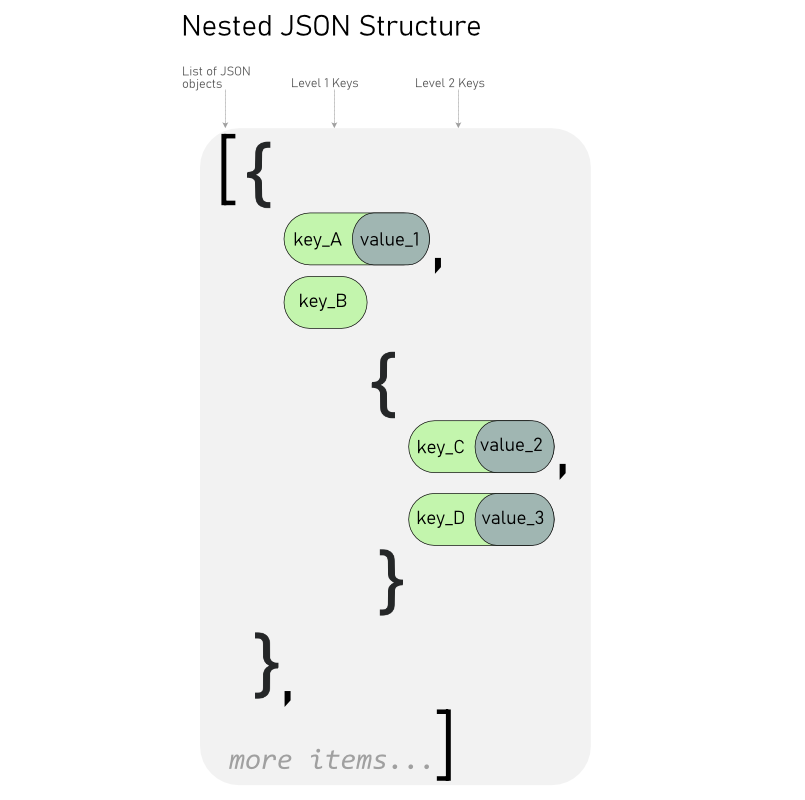 Nested JSON Structure
List of JSON
objects
Level 1 Keys
Level 2 Keys
[{
key_A value_1,
key_B
{
key_C value_2,
key_D value_3
}
},
more items...]